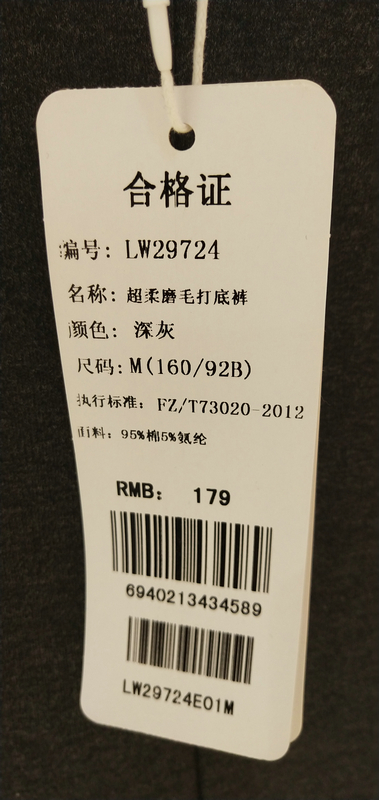 合格证
编号: LW29724
名称: 超柔磨毛打底裤
颜色: 深灰
尺码: M(160/92B)
执行标准: FZ/T73020-2012
面料: 95%棉5%氨纶
RMB: 179
6940213434589
LW29724E01M